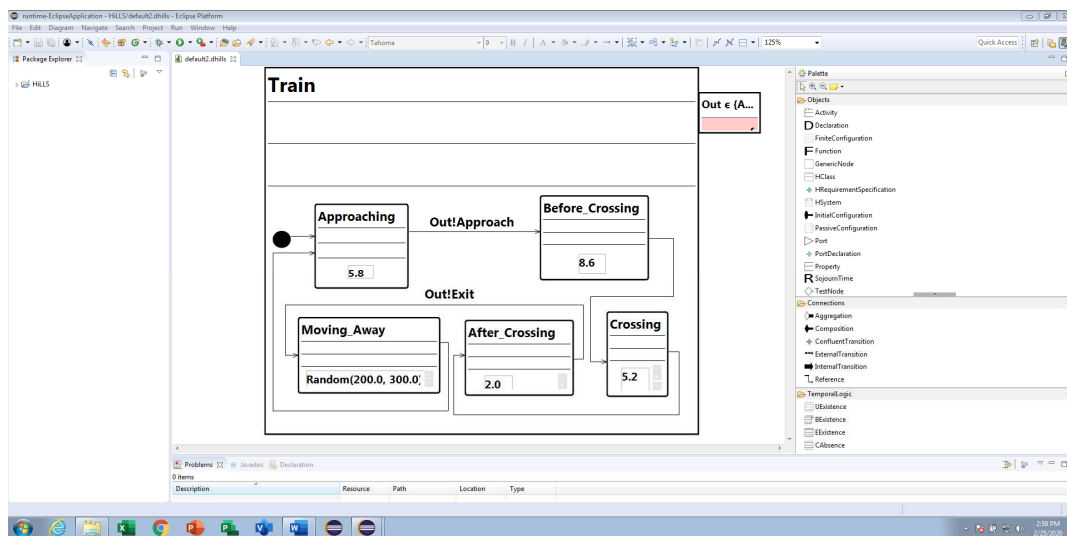 runtime-EclipseApplication - HiLLS/default2.dhills - Eclipse Platform
File Edit Diagram Navigate Search Project Run Window Help
Tahoma 9 B I A 125% Quick Access
Package Explorer
default2.dhills
HiLLS
Train
Out ϵ {A...
Approaching
5.8
Out!Approach
Before_Crossing
8.6
Out!Exit
Moving_Away
Random(200.0, 300.0)
After_Crossing
2.0
Crossing
5.2
Palette
Objects
Activity
Declaration
FiniteConfiguration
Function
GenericNode
HClass
HRequirementSpecification
HSystem
InitialConfiguration
PassiveConfiguration
Port
PortDeclaration
Property
SojournTime
TestNode
Connections
Aggregation
Composition
ConfluentTransition
ExternalTransition
InternalTransition
Reference
TemporalLogic
UExistence
BExistence
EExistence
CAbsence
Problems Javadoc Declaration
0 items
Description Resource Path Location Type
2:59 PM
2/25/2020